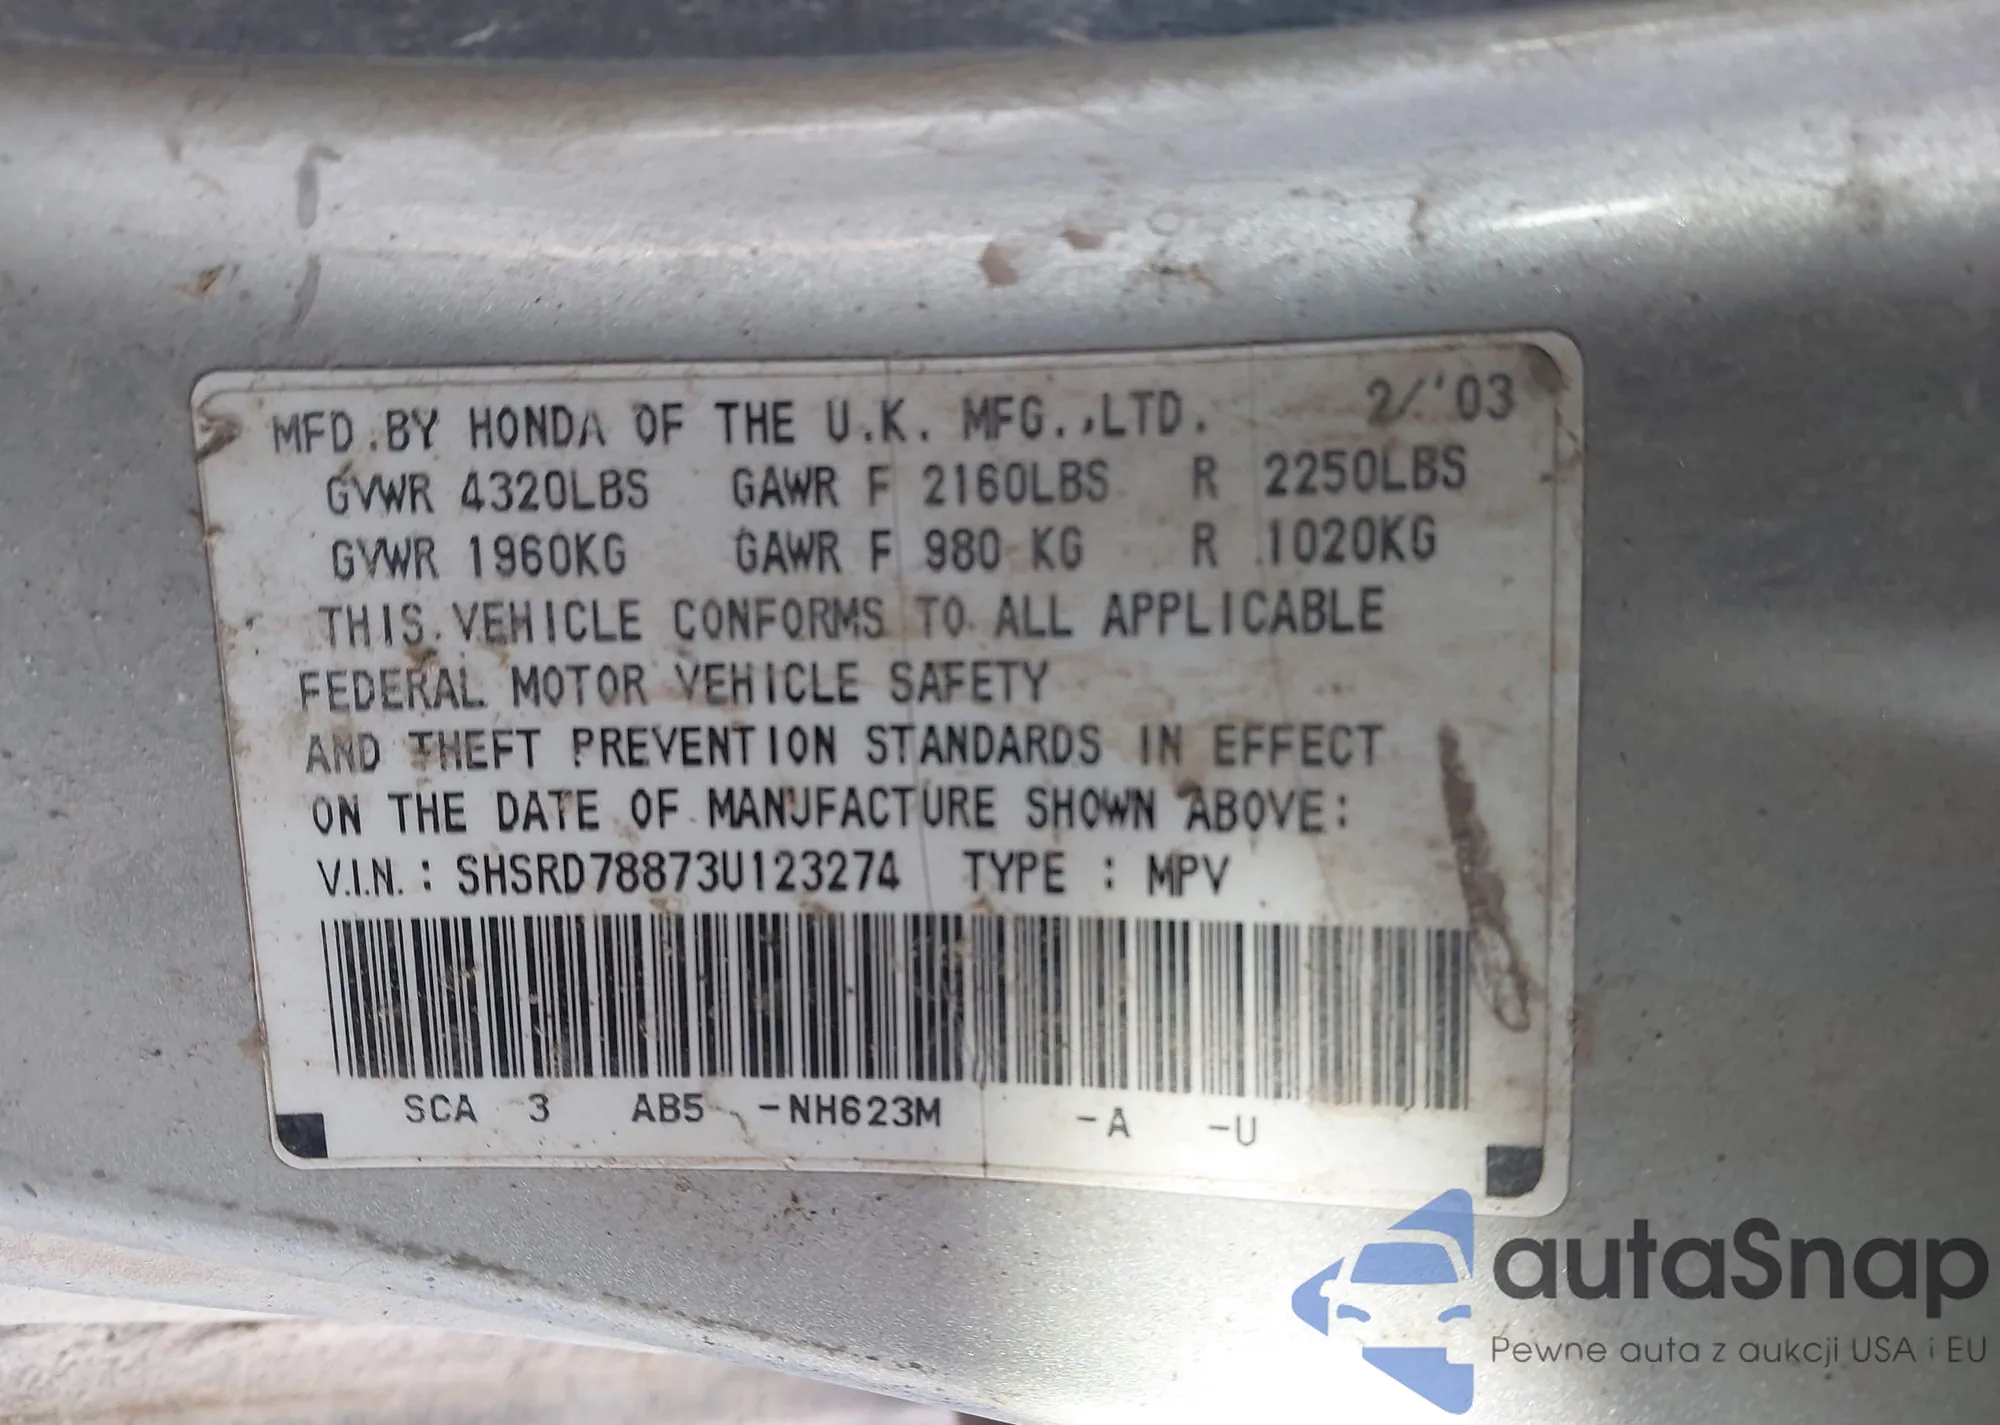 MFD.BY HONDA OF THE U.K. MFG.,LTD. 2/'03
GVWR 4320LBS GAWR F 2160LBS R 2250LBS
GVWR 1960KG GAWR F 980 KG R 1020KG
THIS VEHICLE CONFORMS TO ALL APPLICABLE
FEDERAL MOTOR VEHICLE SAFETY
AND THEFT PREVENTION STANDARDS IN EFFECT
ON THE DATE OF MANUFACTURE SHOWN ABOVE:
V.I.N. : SHSRD78873U123274 TYPE : MPV
SCA 3 AB5 -NH623M -A -U
autaSnap
Pewne auta z aukcji USA i EU